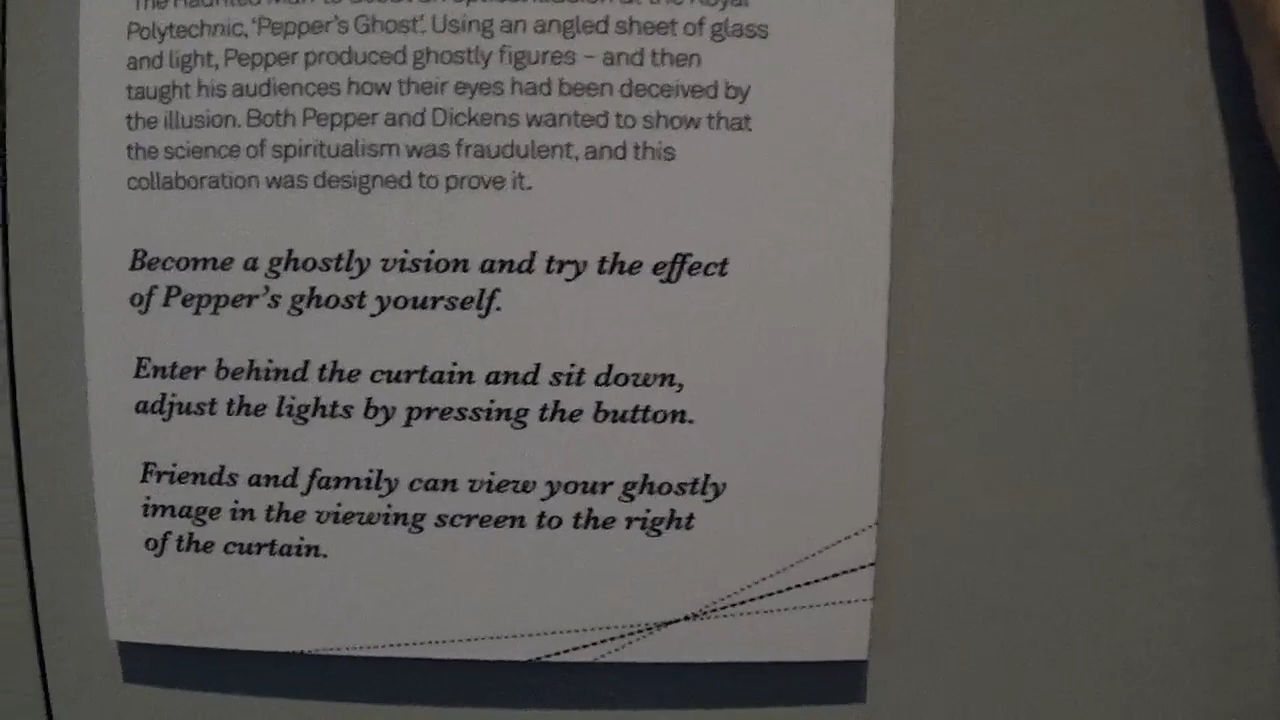 The Haunted Man to
Polytechnic, 'Pepper's Ghost'. Using an angled sheet of glass
and light, Pepper produced ghostly figures – and then
taught his audiences how their eyes had been deceived by
the illusion. Both Pepper and Dickens wanted to show that
the science of spiritualism was fraudulent, and this
collaboration was designed to prove it.
Become a ghostly vision and try the effect
of Pepper's ghost yourself.
Enter behind the curtain and sit down,
adjust the lights by pressing the button.
Friends and family can view your ghostly
image in the viewing screen to the right
of the curtain.